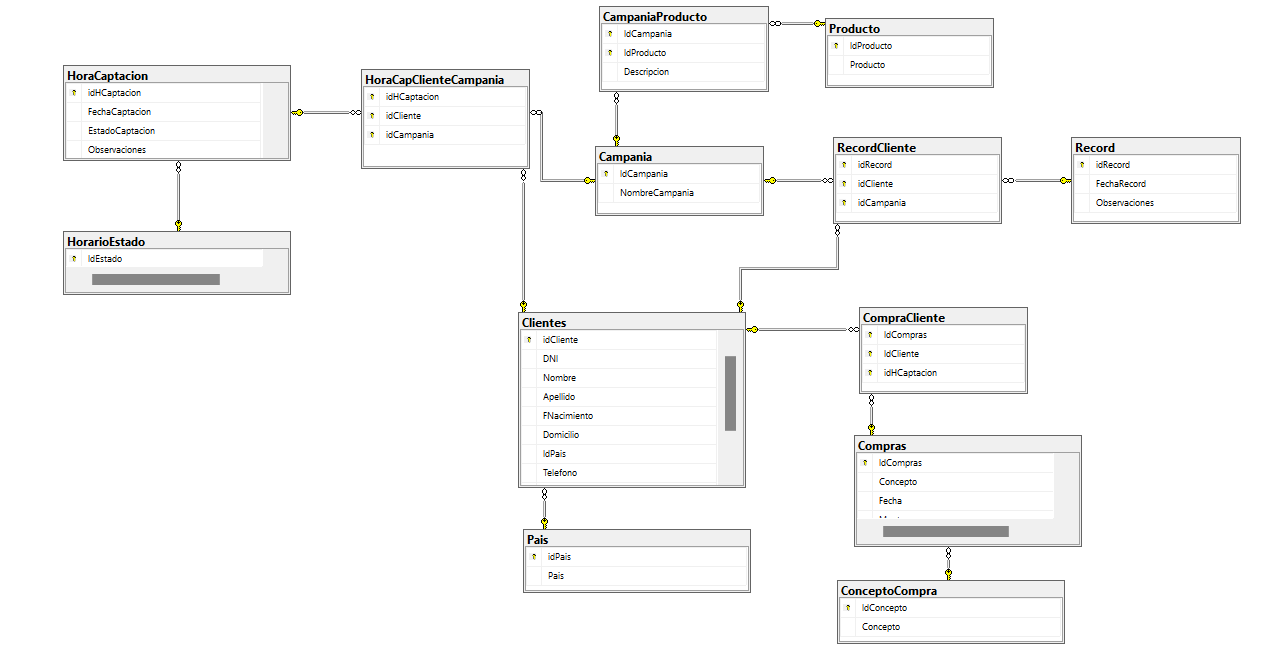 CampaniaProducto
IdCampania
IdProducto
Descripcion
Producto
IdProducto
Producto
HoraCaptacion
idHCaptacion
FechaCaptacion
EstadoCaptacion
Observaciones
HoraCapClienteCampania
idHCaptacion
idCliente
idCampania
Campania
idCampania
NombreCampania
RecordCliente
idRecord
idCliente
idCampania
Record
idRecord
FechaRecord
Observaciones
HorarioEstado
IdEstado
Clientes
idCliente
DNI
Nombre
Apellido
FNacimiento
Domicilio
IdPais
Telefono
CompraCliente
IdCompras
IdCliente
idHCaptacion
Compras
IdCompras
Concepto
Fecha
Pais
idPais
Pais
ConceptoCompra
IdConcepto
Concepto